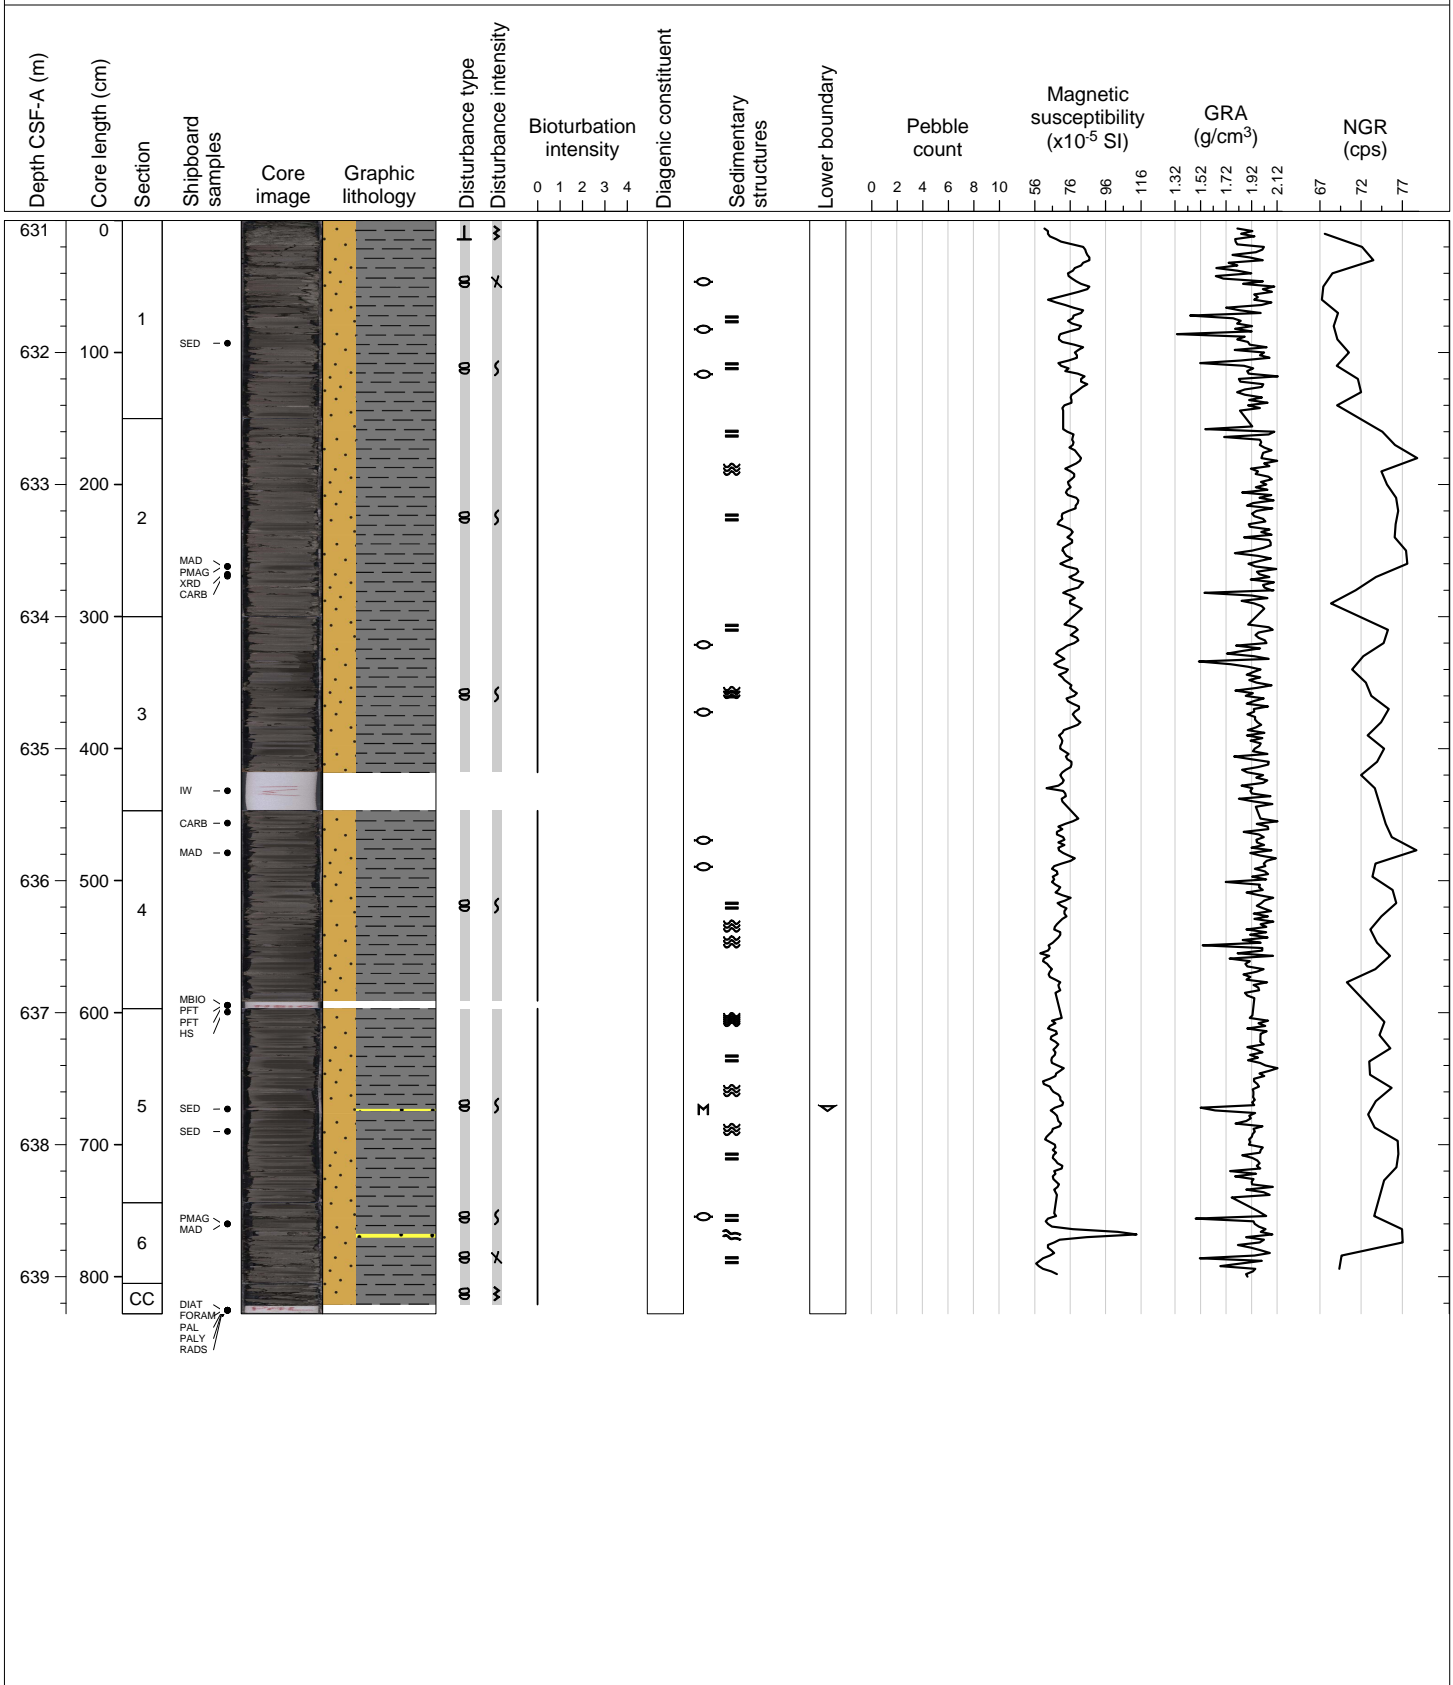 Depth CSF-A (m)
Core length (cm)
Section
Shipboard
samples
Core
image
Graphic
lithology
Disturbance type
Disturbance intensity
Bioturbation
intensity
0 1 2 3 4
Diagenic constituent
Sedimentary
structures
Lower boundary
Pebble
count
0 2 4 6 8 10
Magnetic
susceptibility
(x10-5 SI)
56 76 96 116
GRA
(g/cm3)
1.32 1.52 1.72 1.92 2.12
NGR
(cps)
67 72 77
631 0
1
SED
632 100
633 200
2
MAD
PMAG
XRD
CARB
634 300
3
635 400
IW
CARB
MAD
636 500
4
MBIO
PFT
637 600
PFT
HS
5
SED
M
SED
638 700
PMAG
MAD
6
639 800
CC
DIAT
FORAM
PAL
PALY
RADS